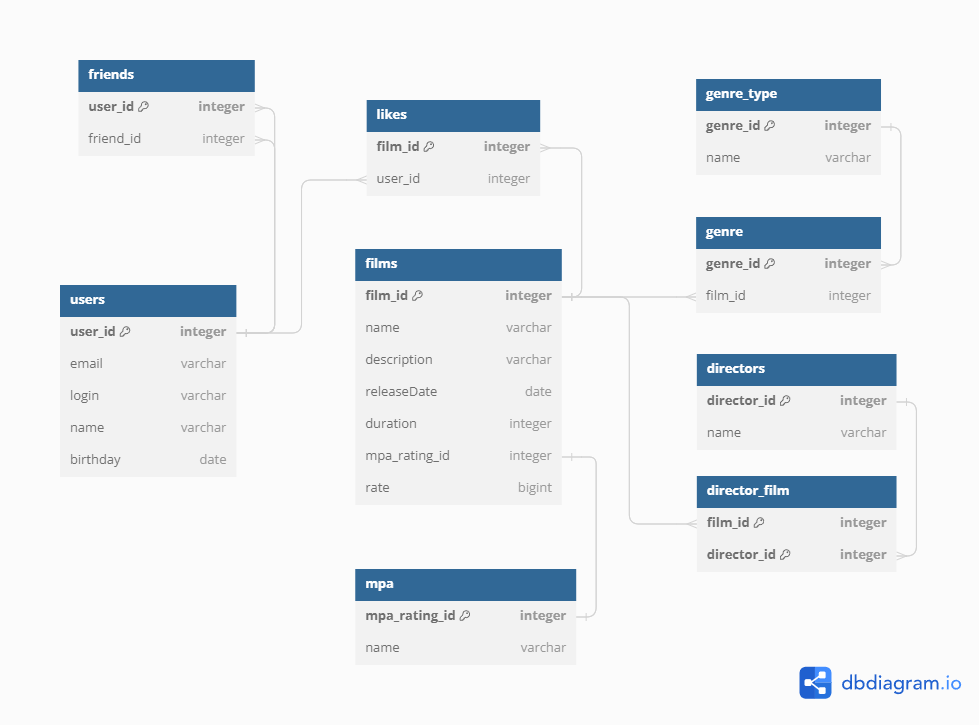 friends
user_id integer
friend_id integer
likes
film_id integer
user_id integer
genre_type
genre_id integer
name varchar
genre
genre_id integer
film_id integer
films
film_id integer
name varchar
description varchar
releaseDate date
duration integer
mpa_rating_id integer
rate bigint
users
user_id integer
email varchar
login varchar
name varchar
birthday date
directors
director_id integer
name varchar
director_film
film_id integer
director_id integer
mpa
mpa_rating_id integer
name varchar
dbdiagram.io